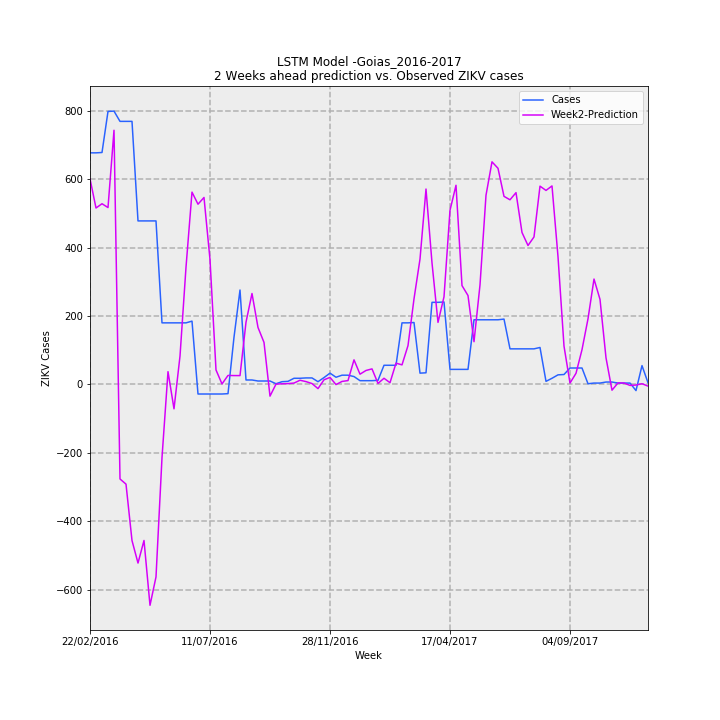 LSTM Model -Goias_2016-2017
2 Weeks ahead prediction vs. Observed ZIKV cases
Cases
Week2-Prediction
800
600
400
200
0
−200
−400
−600
ZIKV Cases
22/02/2016
11/07/2016
28/11/2016
17/04/2017
04/09/2017
Week